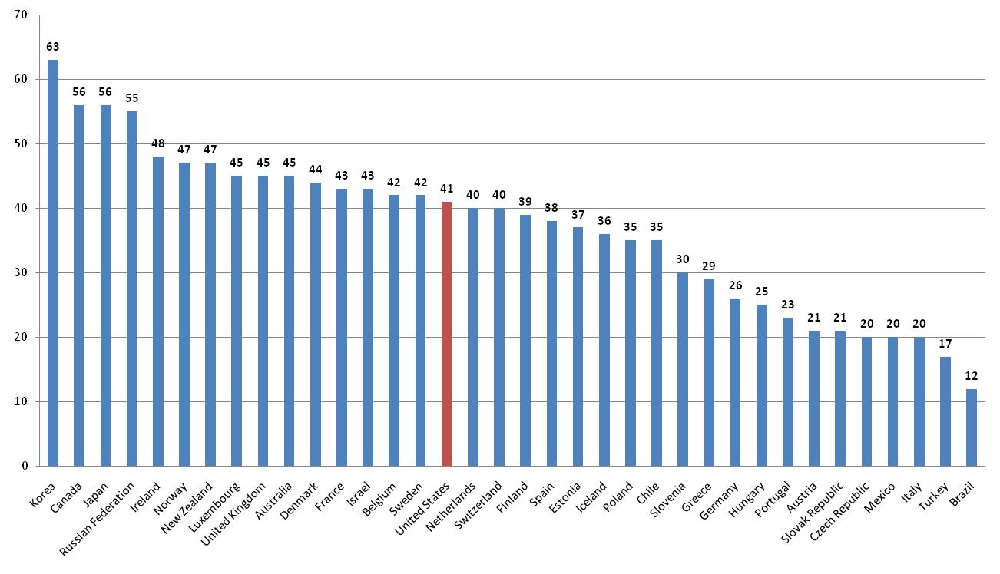 70
60
50
40
30
20
10
0
63
56
56
55
48
47
47
45
45
45
44
43
43
42
42
41
40
40
39
38
37
36
35
35
30
29
26
25
23
21
21
20
20
20
17
12
Korea
Canada
Japan
Russian Federation
Ireland
Norway
New Zealand
Luxembourg
United Kingdom
Australia
Denmark
France
Israel
Belgium
Sweden
United States
Netherlands
Switzerland
Finland
Spain
Estonia
Iceland
Poland
Chile
Slovenia
Greece
Germany
Hungary
Portugal
Austria
Slovak Republic
Czech Republic
Mexico
Italy
Turkey
Brazil